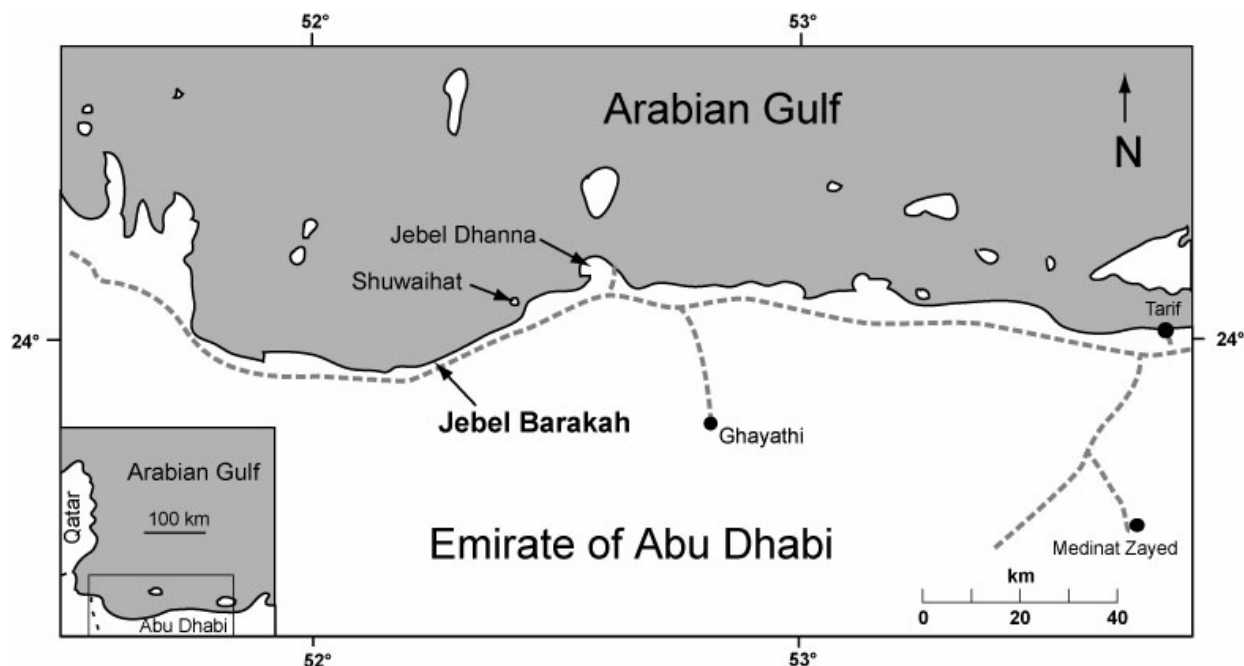 52°
53°
Arabian Gulf
N
Jebel Dhanna
Shuwaihat
Tarif
24°
24°
Jebel Barakah
Ghayathi
Arabian Gulf
Qatar
100 km
Emirate of Abu Dhabi
Medinat Zayed
km
0 20 40
Abu Dhabi
52°
53°